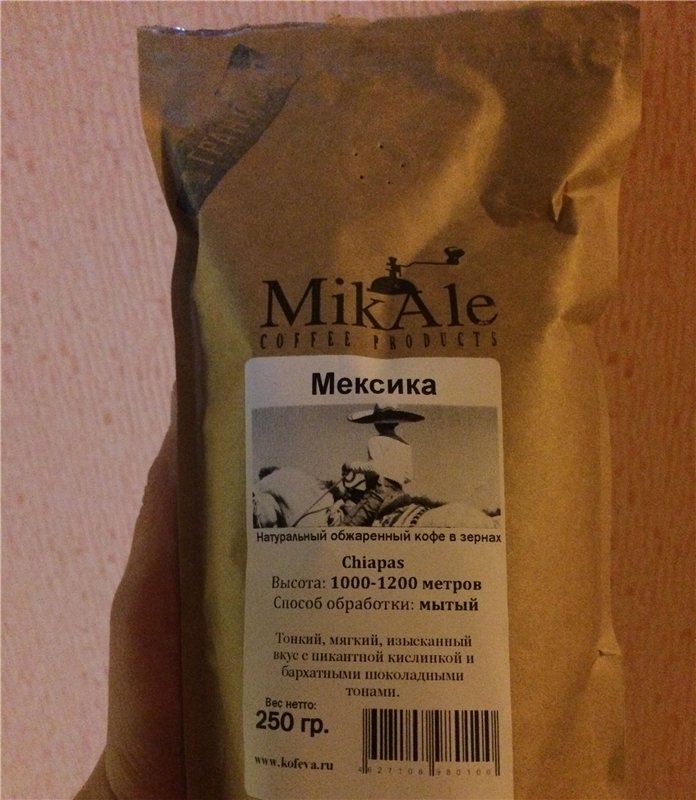 MikAle
COFFEE PRODUCTS
Мексика
Натуральный обжаренный кофе в зернах
Chiapas
Высота: 1000-1200 метров
Способ обработки: мытый
Тонкий, мягкий, изысканный
вкус с пикантной кислинкой и
бархатными шоколадными
тонами.
Вес нетто:
250 гр.
www.kofeva.ru